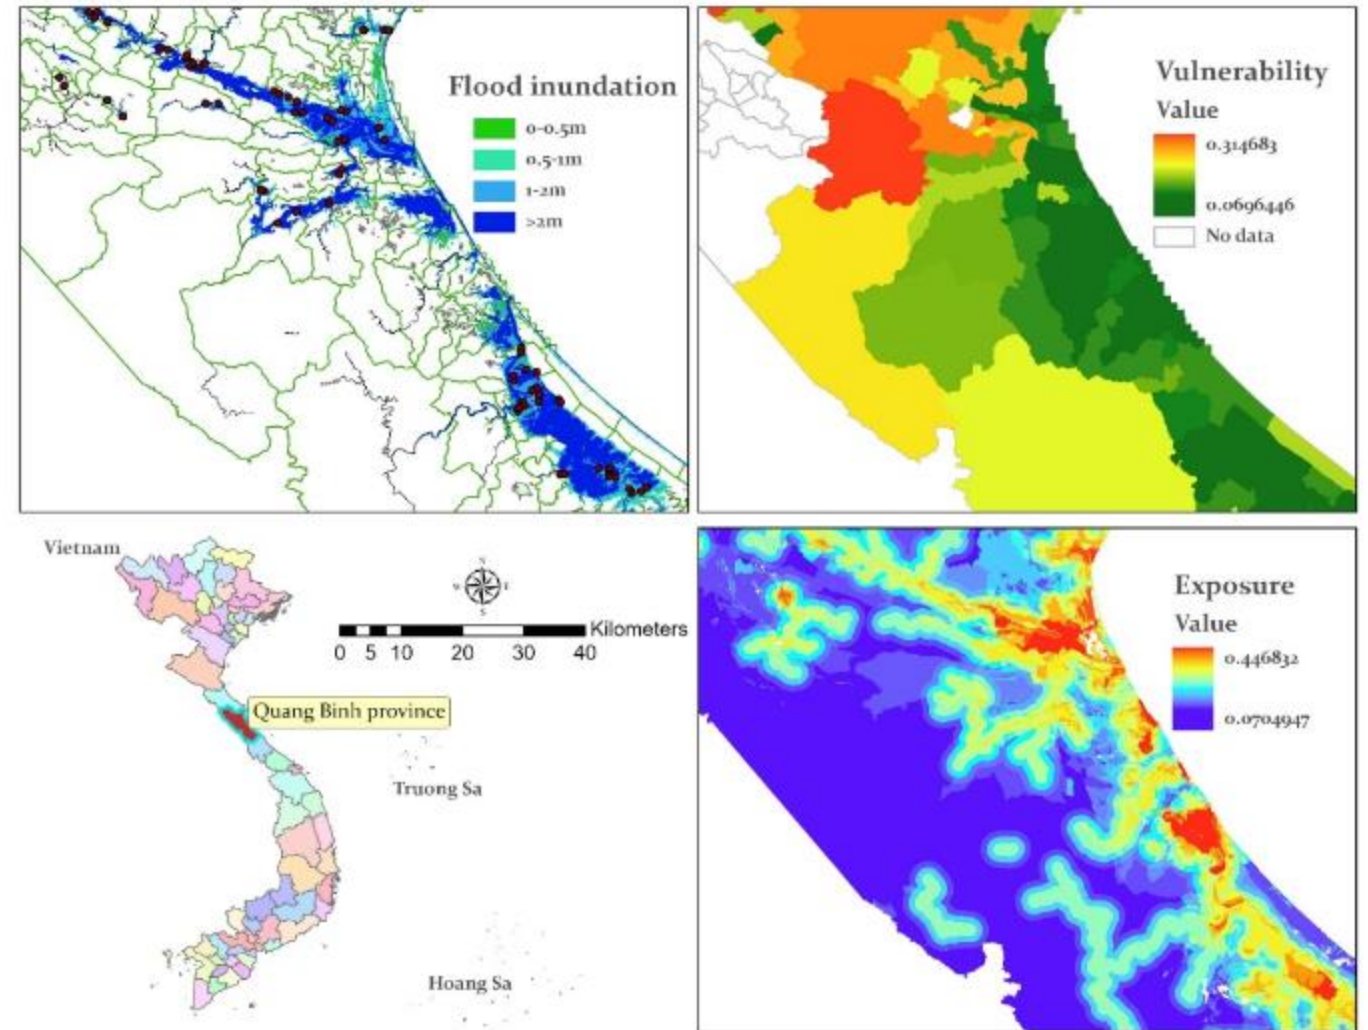 Flood inundation
0-0.5m
0.5-1m
1-2m
>2m
Vulnerability
Value
0.314683
0.0696446
No data
Vietnam
Kilometers
0 5 10 20 30 40
Quang Binh province
Truong Sa
Hoang Sa
Exposure
Value
0.446832
0.0704947